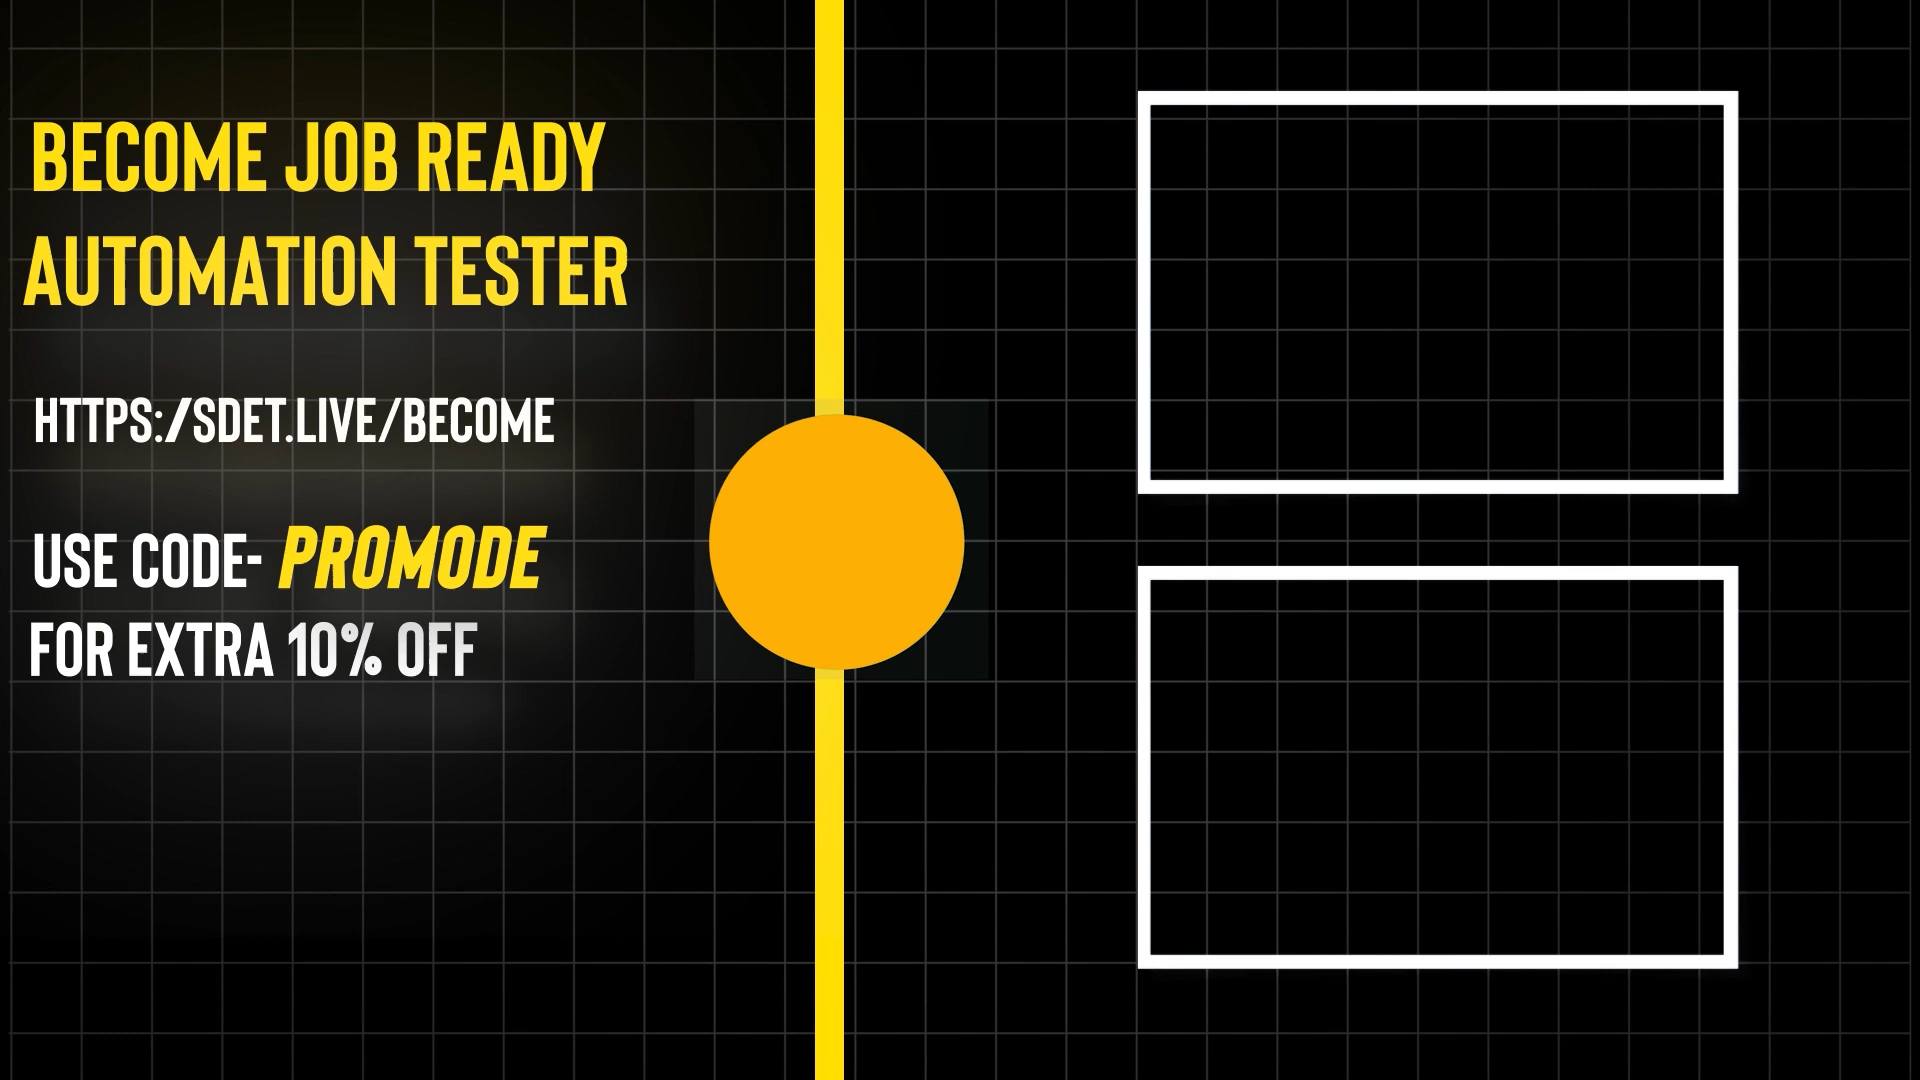 BECOME JOB READY
AUTOMATION TESTER
HTTPS://SDET.LIVE/BECOME
USE CODE- PROMODE
FOR EXTRA 10% OFF